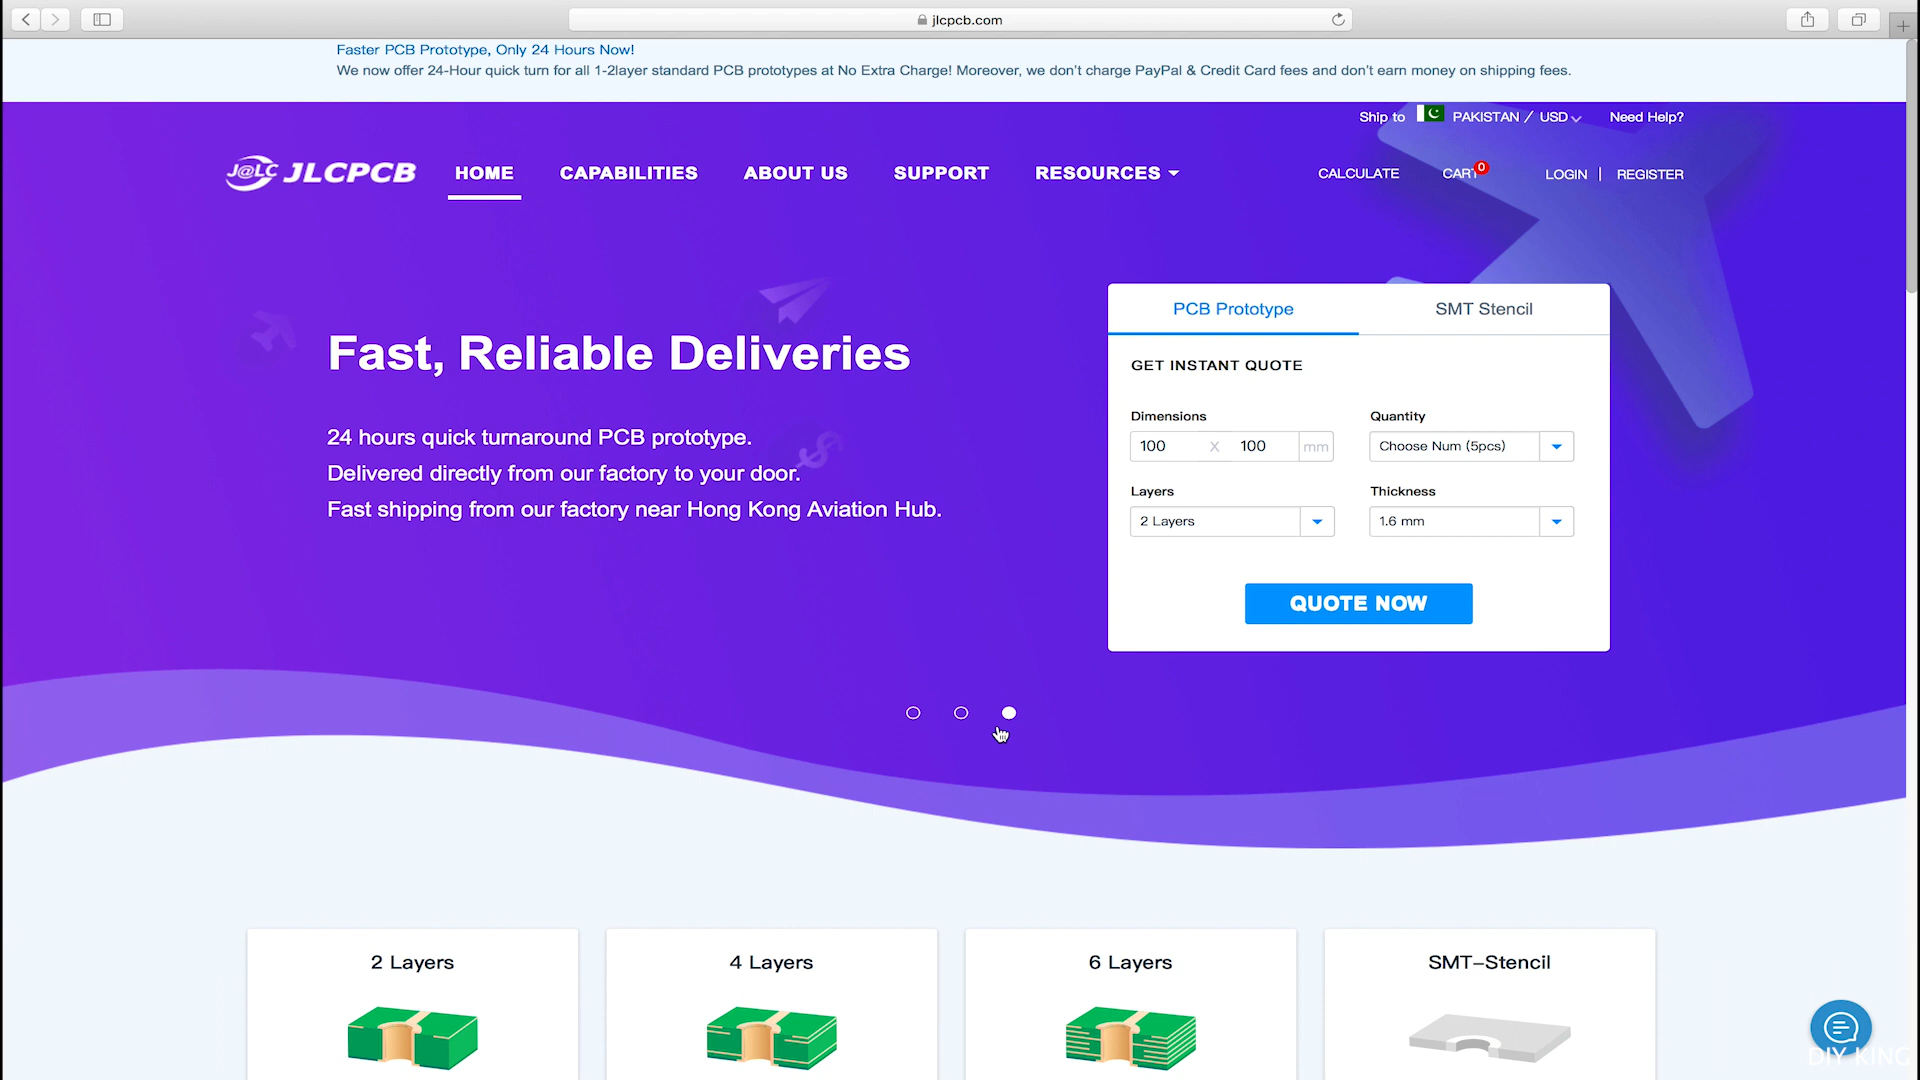 jlcpcb.com
Faster PCB Prototype, Only 24 Hours Now!
We now offer 24-Hour quick turn for all 1-2layer standard PCB prototypes at No Extra Charge! Moreover, we don't charge PayPal & Credit Card fees and don't earn money on shipping fees.
Ship to PAKISTAN / USD Need Help?
J@LC JLCPCB HOME CAPABILITIES ABOUT US SUPPORT RESOURCES CALCULATE CART 0 LOGIN | REGISTER
Fast, Reliable Deliveries
24 hours quick turnaround PCB prototype.
Delivered directly from our factory to your door.
Fast shipping from our factory near Hong Kong Aviation Hub.
PCB Prototype SMT Stencil
GET INSTANT QUOTE
Dimensions Quantity
100 X 100 mm Choose Num (5pcs)
Layers Thickness
2 Layers 1.6 mm
QUOTE NOW
2 Layers 4 Layers 6 Layers SMT-Stencil
DIY KING